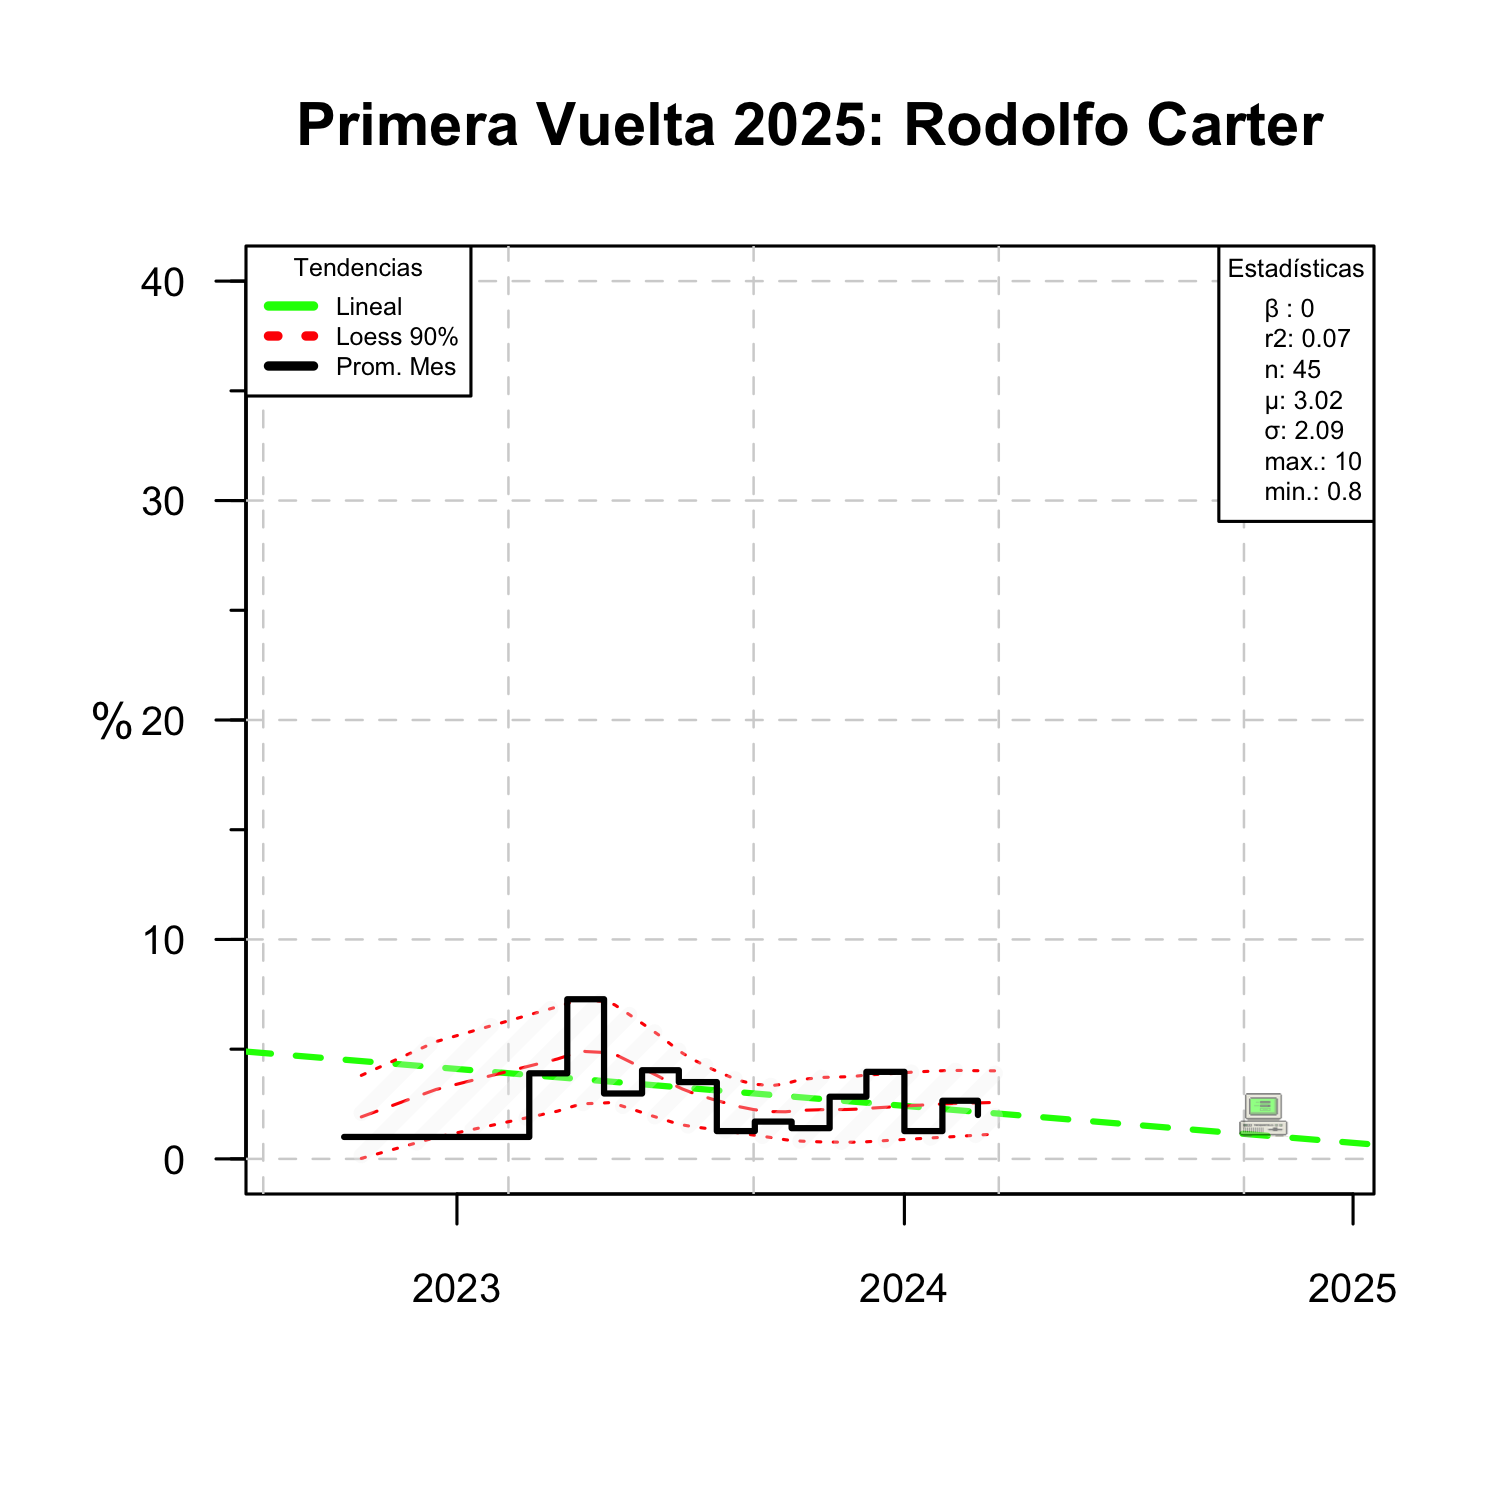 Primera Vuelta 2025: Rodolfo Carter
Tendencias
Lineal
Loess 90%
Prom. Mes
Estadísticas
β : 0
r2: 0.07
n: 45
μ: 3.02
σ: 2.09
max.: 10
min.: 0.8
40
30
% 20
10
0
2023 2024 2025